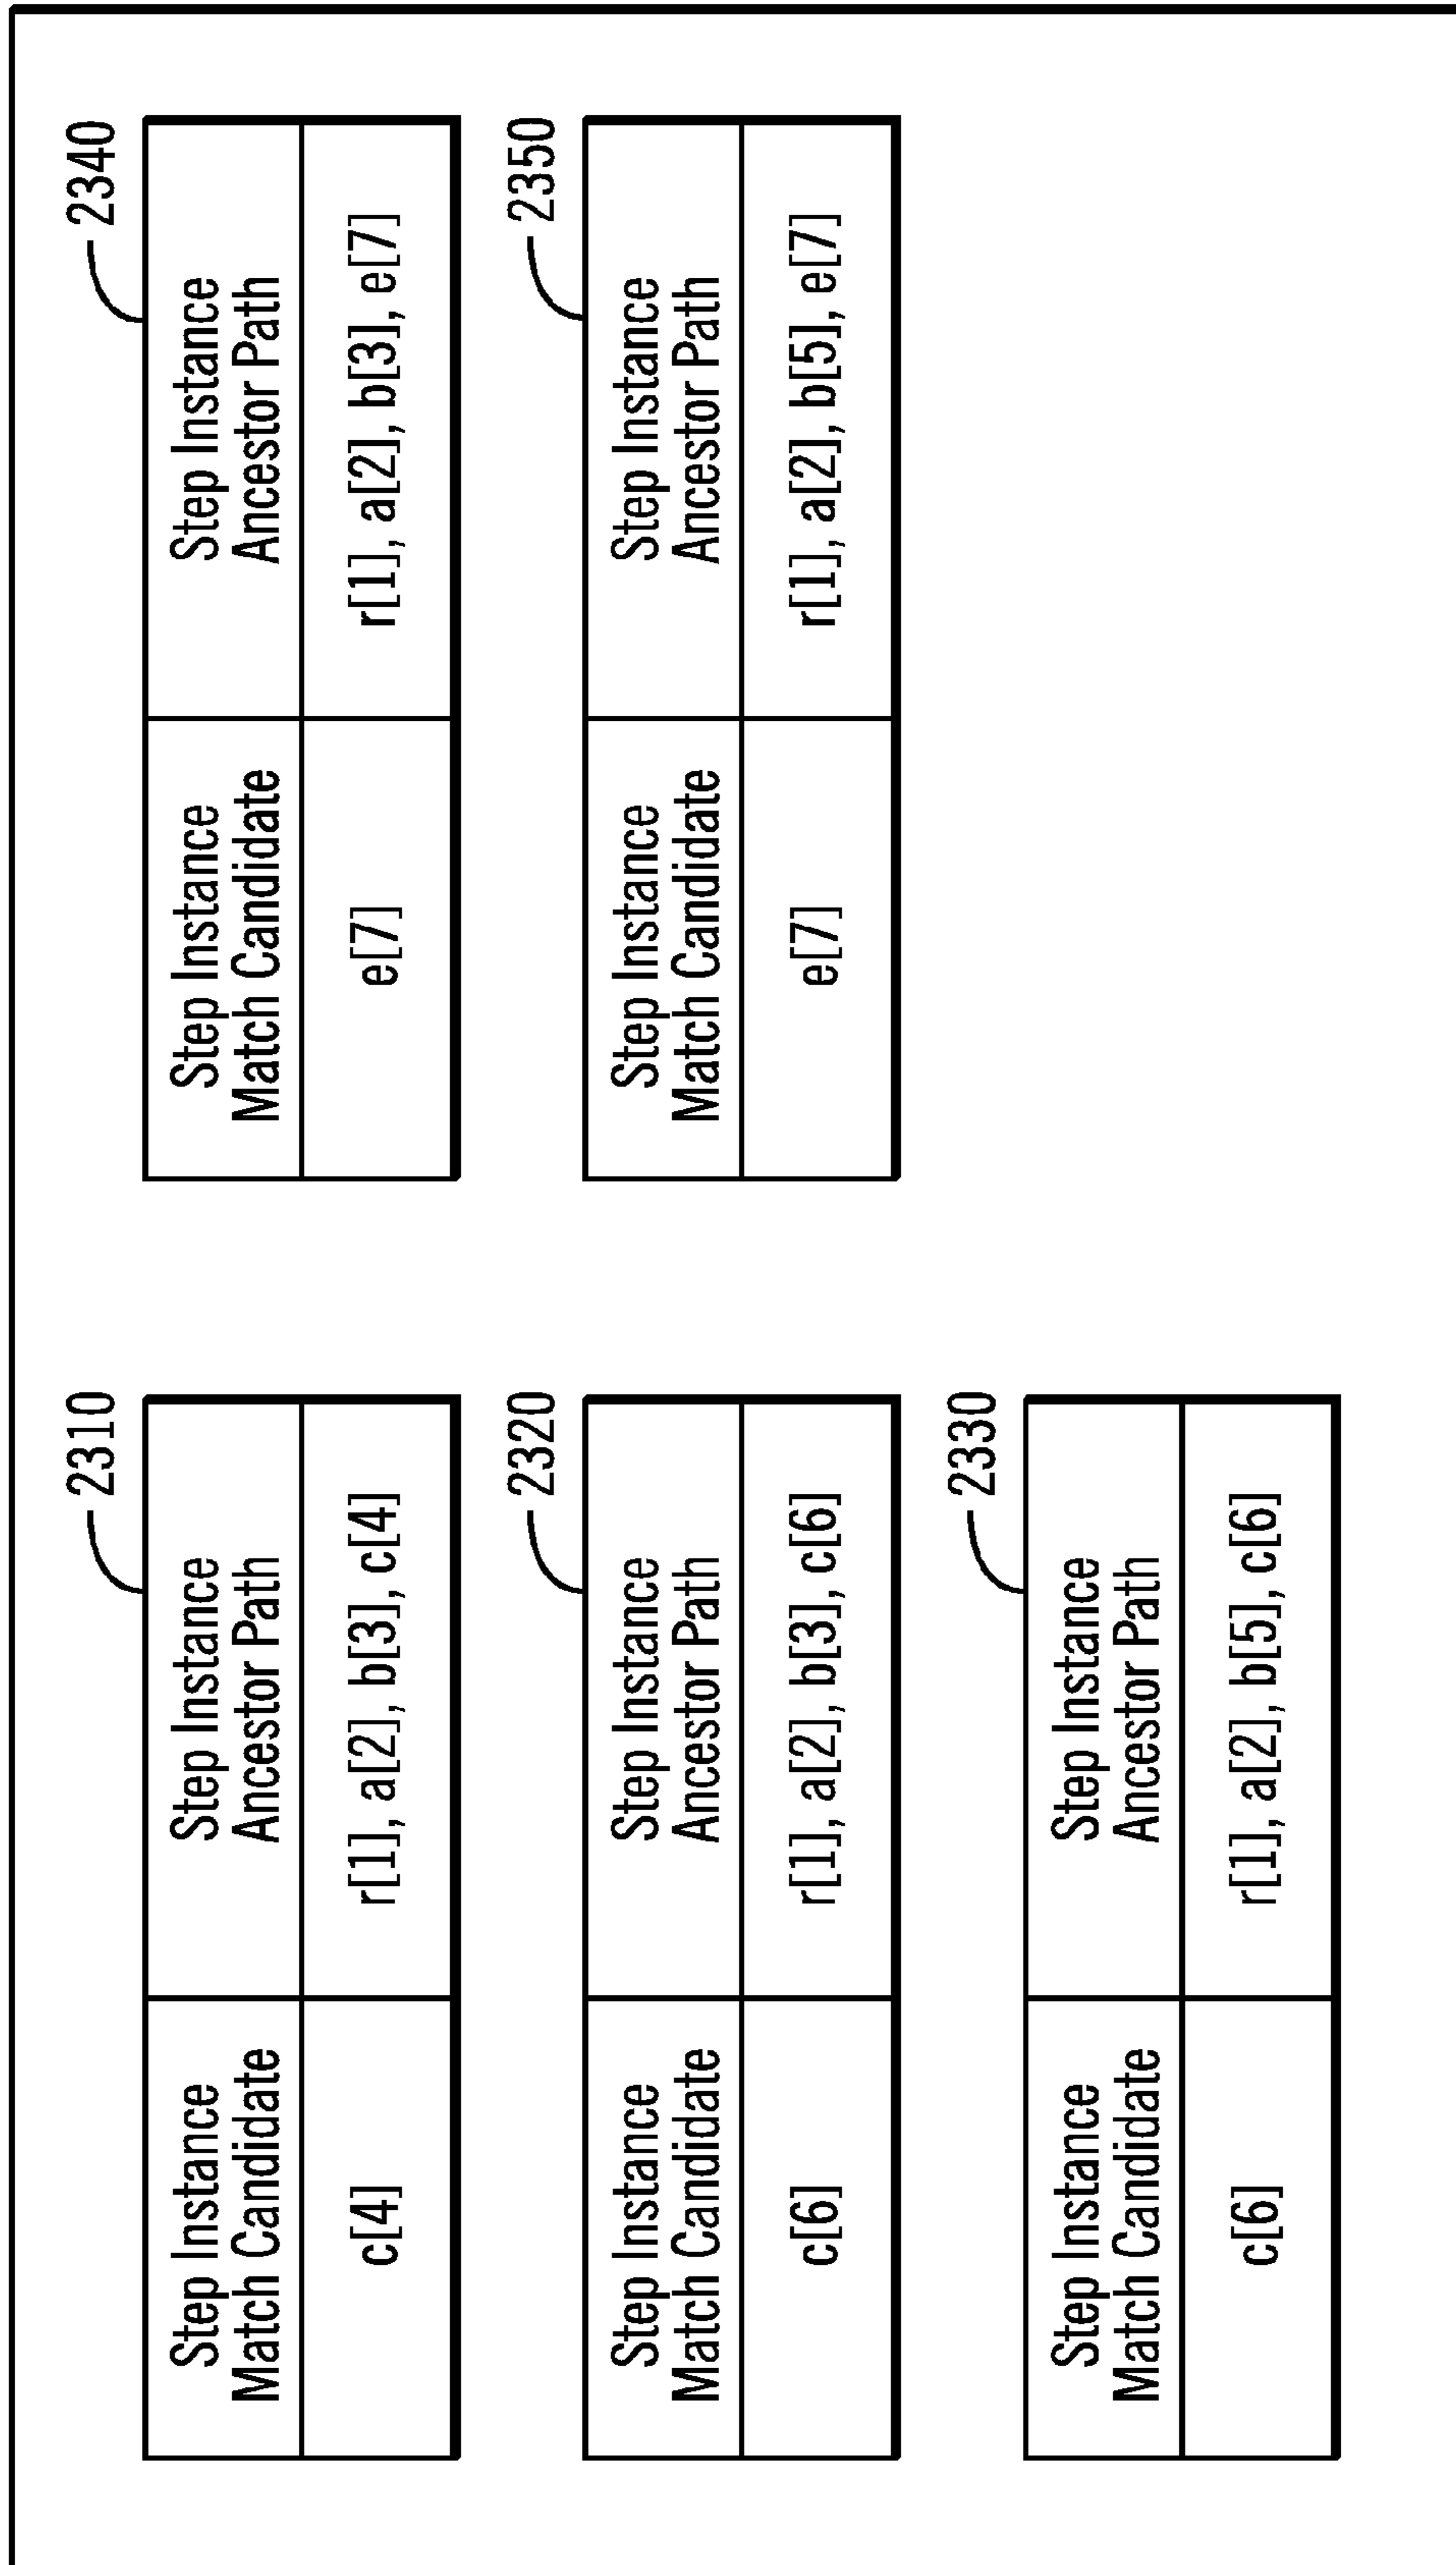 2310
Step Instance
Match Candidate
Step Instance
Ancestor Path
c[4]
r[1], a[2], b[3], c[4]
2320
Step Instance
Match Candidate
Step Instance
Ancestor Path
c[6]
r[1], a[2], b[3], c[6]
2330
Step Instance
Match Candidate
Step Instance
Ancestor Path
c[6]
r[1], a[2], b[5], c[6]
2340
Step Instance
Match Candidate
Step Instance
Ancestor Path
e[7]
r[1], a[2], b[3], e[7]
2350
Step Instance
Match Candidate
Step Instance
Ancestor Path
e[7]
r[1], a[2], b[5], e[7]